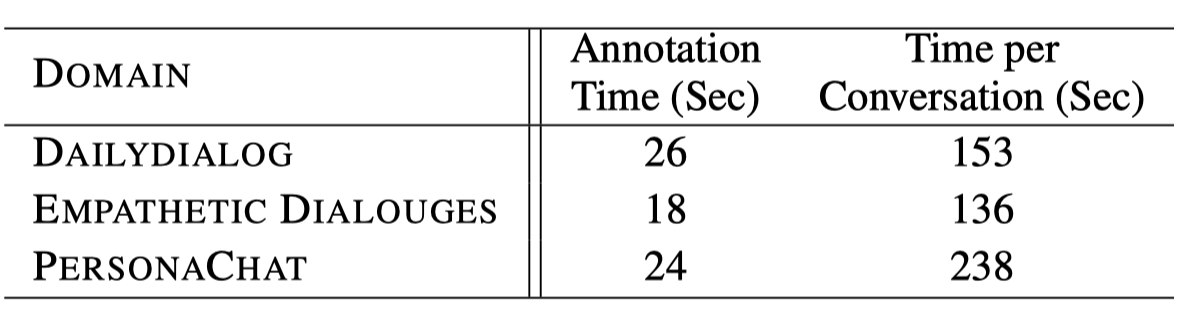 DOMAIN Annotation Time (Sec) Time per Conversation (Sec)
DAILYDIALOG 26 153
EMPATHETIC DIALOUGES 18 136
PERSONACHAT 24 238